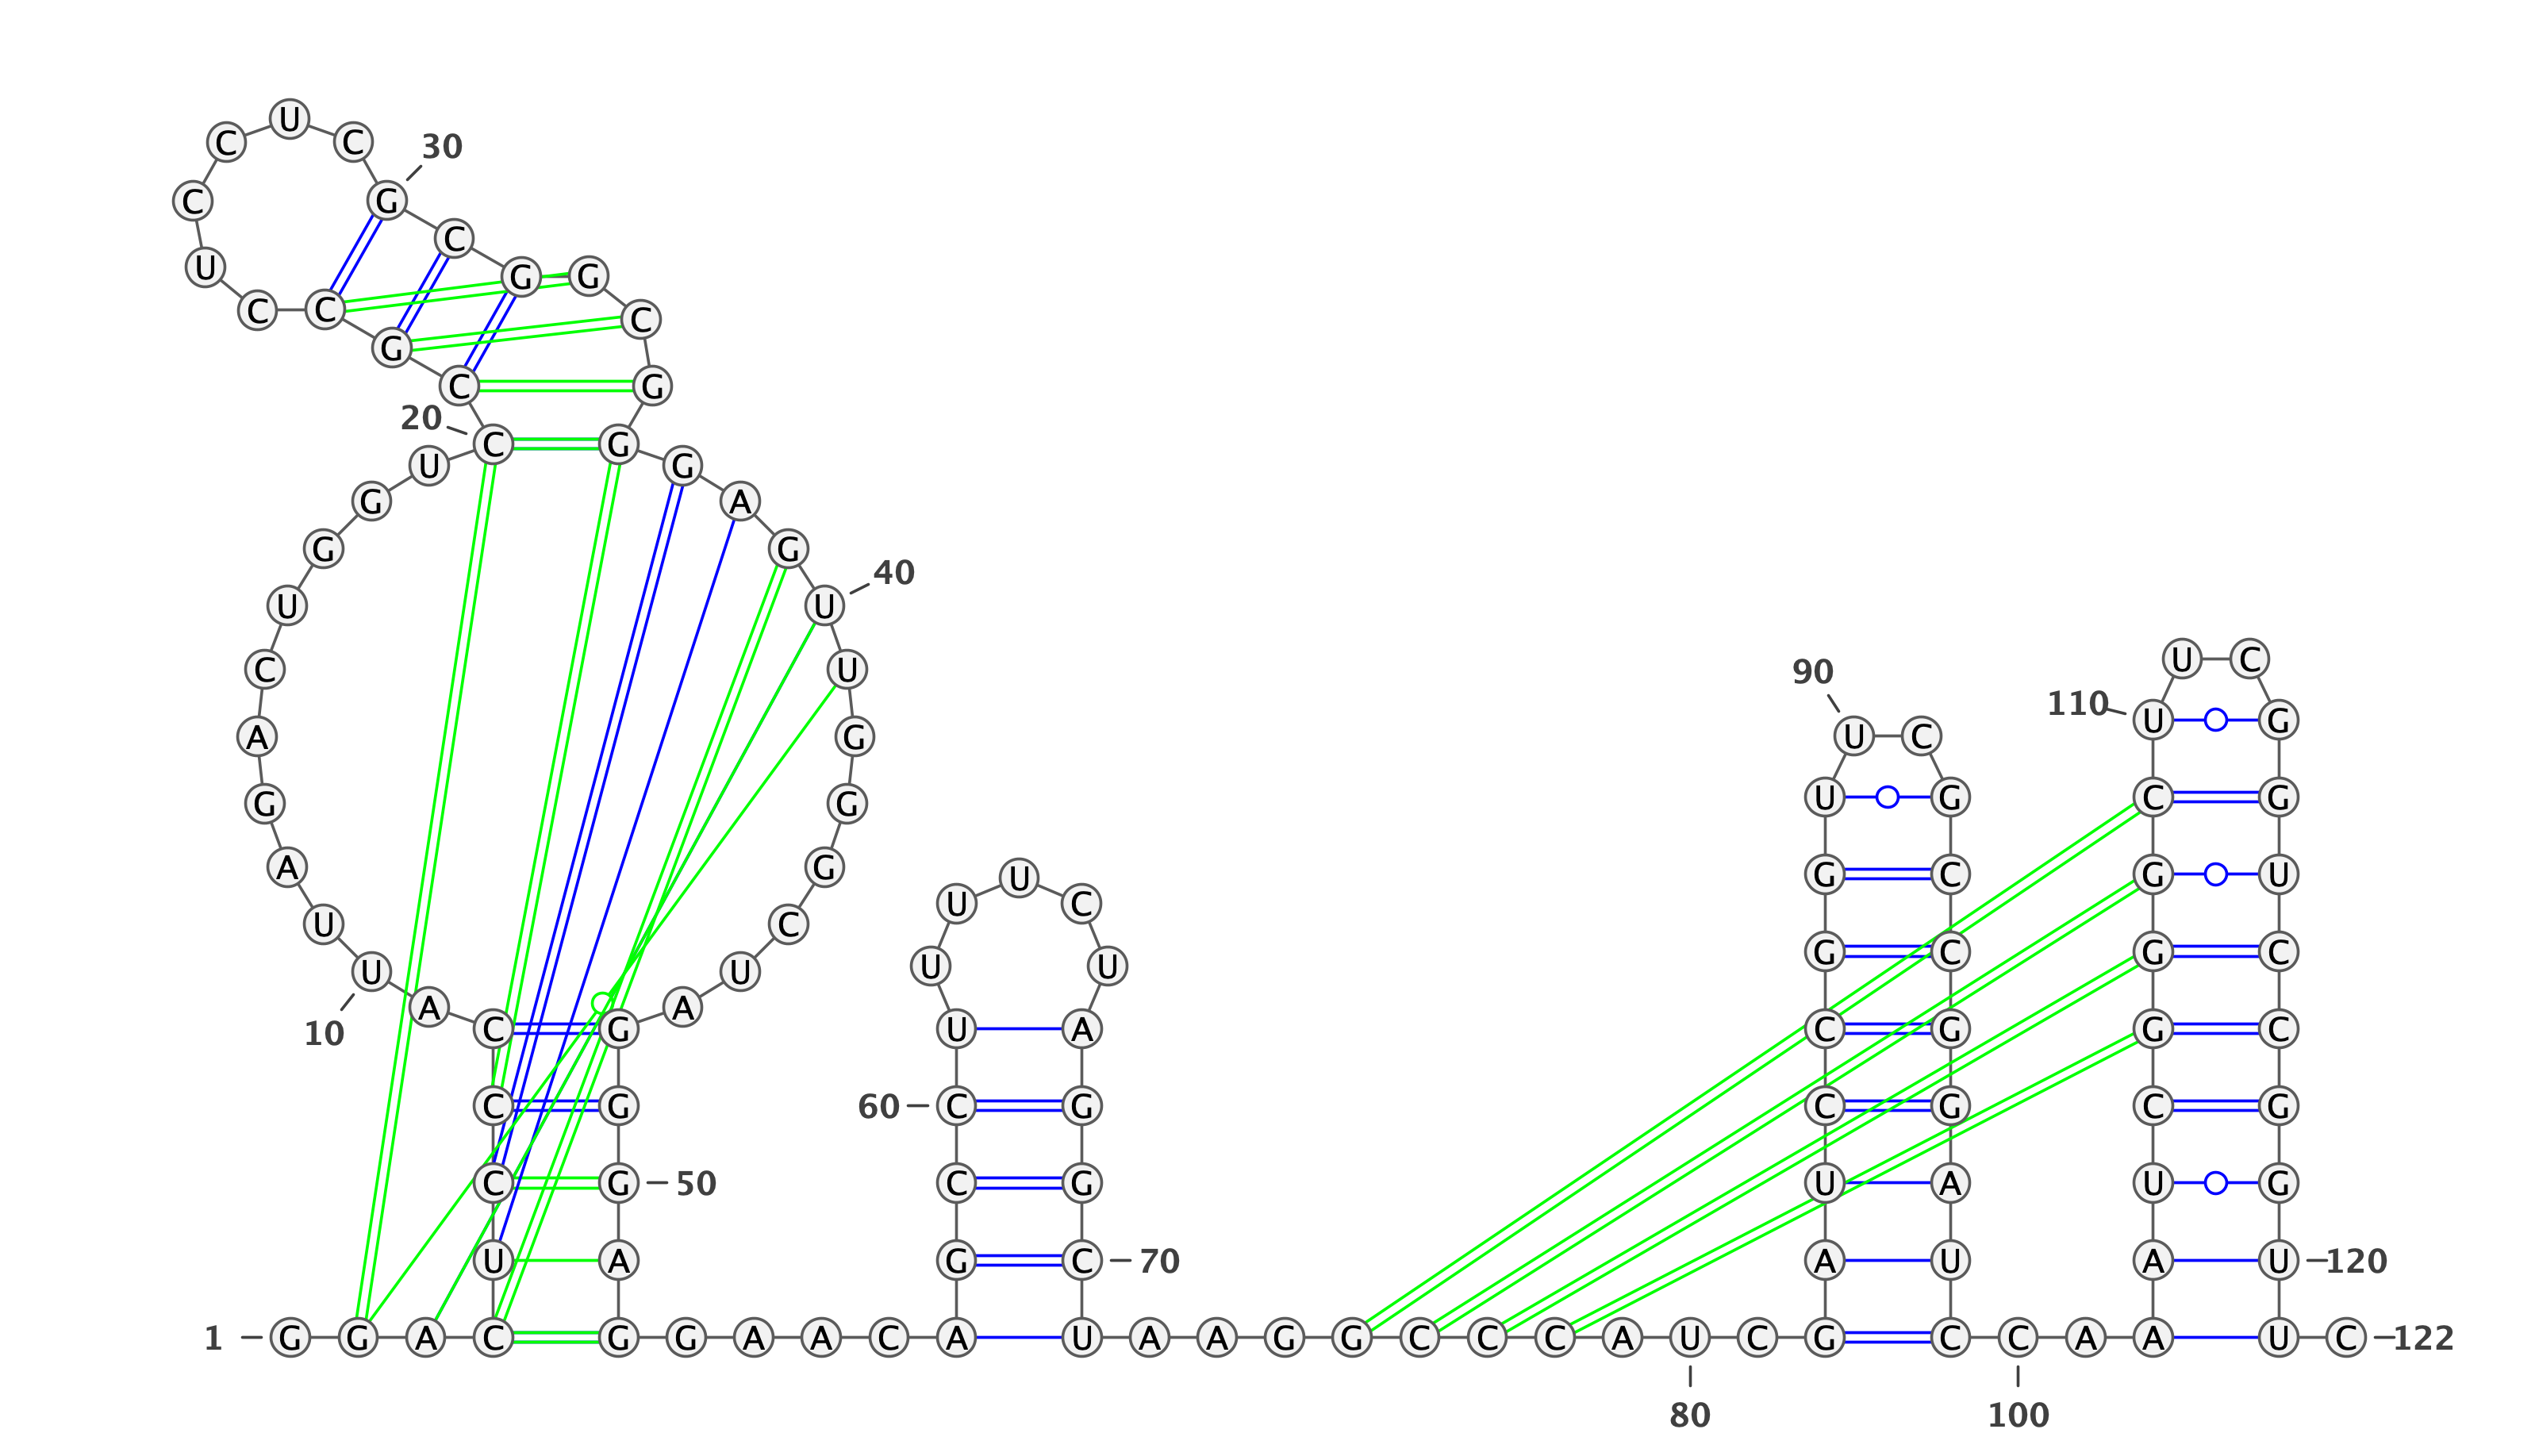 U
C C 30
C G
C
U G G
C C C
G
C G
20
C G
U G
G A
G G
40
U U
U C
90
C U
110 U G
A G U C
G G U G C G
A G G C G U
U
U U C
U C
G C G C
U U
U U
A A
C G U A C G G C
10
C G 60 C G C G C G
C G 50 C G U A U G
U A G C 70 A U A U 120
1 G G A C G G A A C A U A A G G C C C A U C G C C A A U C 122
80 100